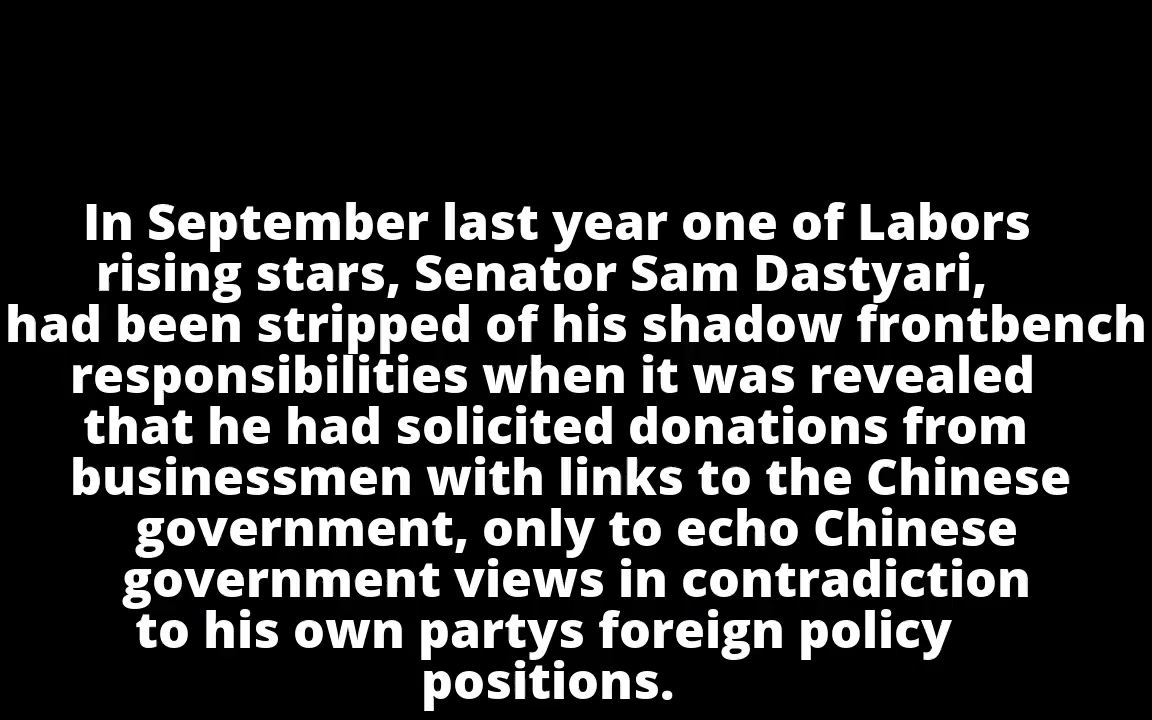 In September last year one of Labors
rising stars, Senator Sam Dastyari,
had been stripped of his shadow frontbench
responsibilities when it was revealed
that he had solicited donations from
businessmen with links to the Chinese
government, only to echo Chinese
government views in contradiction
to his own partys foreign policy
positions.